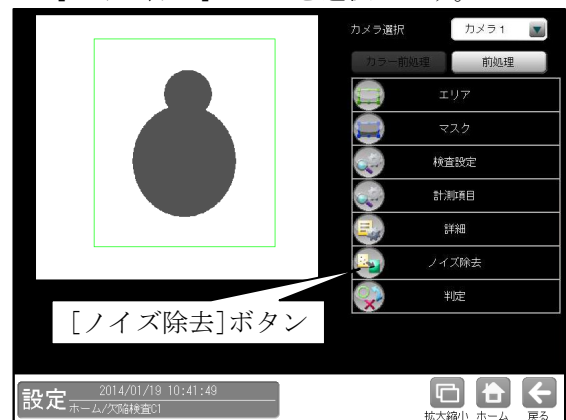 カメラ選択
カメラ1
カラー前処理
前処理
エリア
マスク
検査設定
計測項目
詳細
ノイズ除去
判定
[ノイズ除去]ボタン
設定
2014/01/19 10:41:49
ホーム/欠陥検査C1
拡大縮小 ホーム 戻る